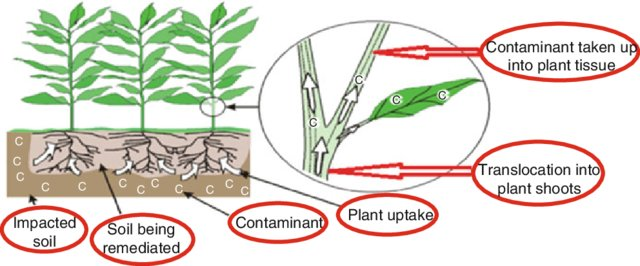 Contaminant taken up
into plant tissue
C
C
C
C
C
C
Translocation into
plant shoots
C
C
C
C
C
C
C
C
C
C
C
Impacted
soil
Soil being
remediated
Contaminant
Plant uptake